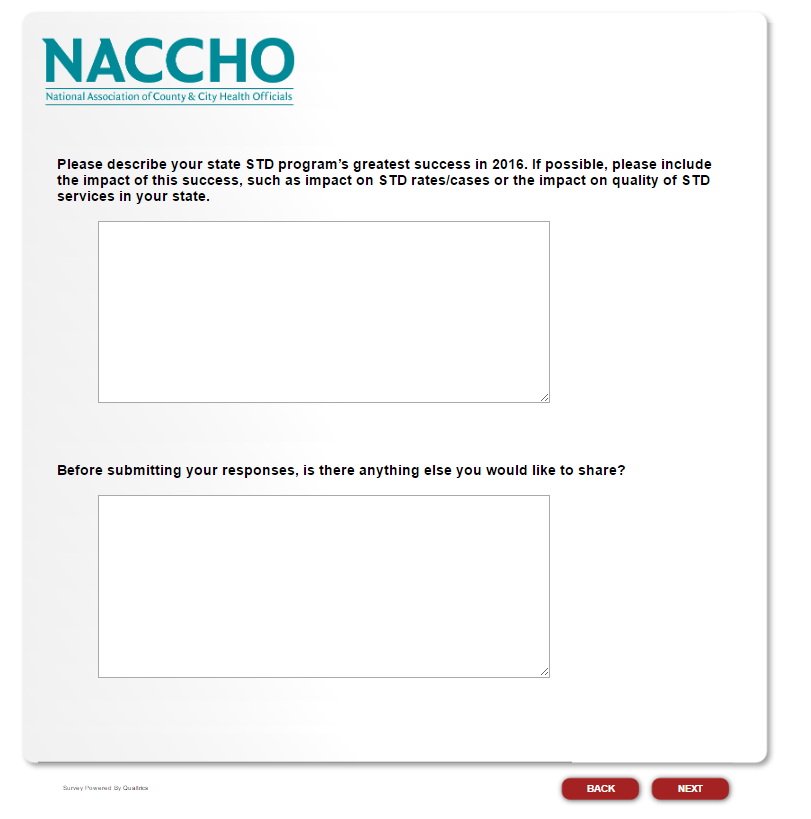 NACCHO
National Association of County & City Health Officials
Please describe your state STD program’s greatest success in 2016. If possible, please include
the impact of this success, such as impact on STD rates/cases or the impact on quality of STD
services in your state.
Before submitting your responses, is there anything else you would like to share?
Survey Powered By Qualtrics
BACK
NEXT